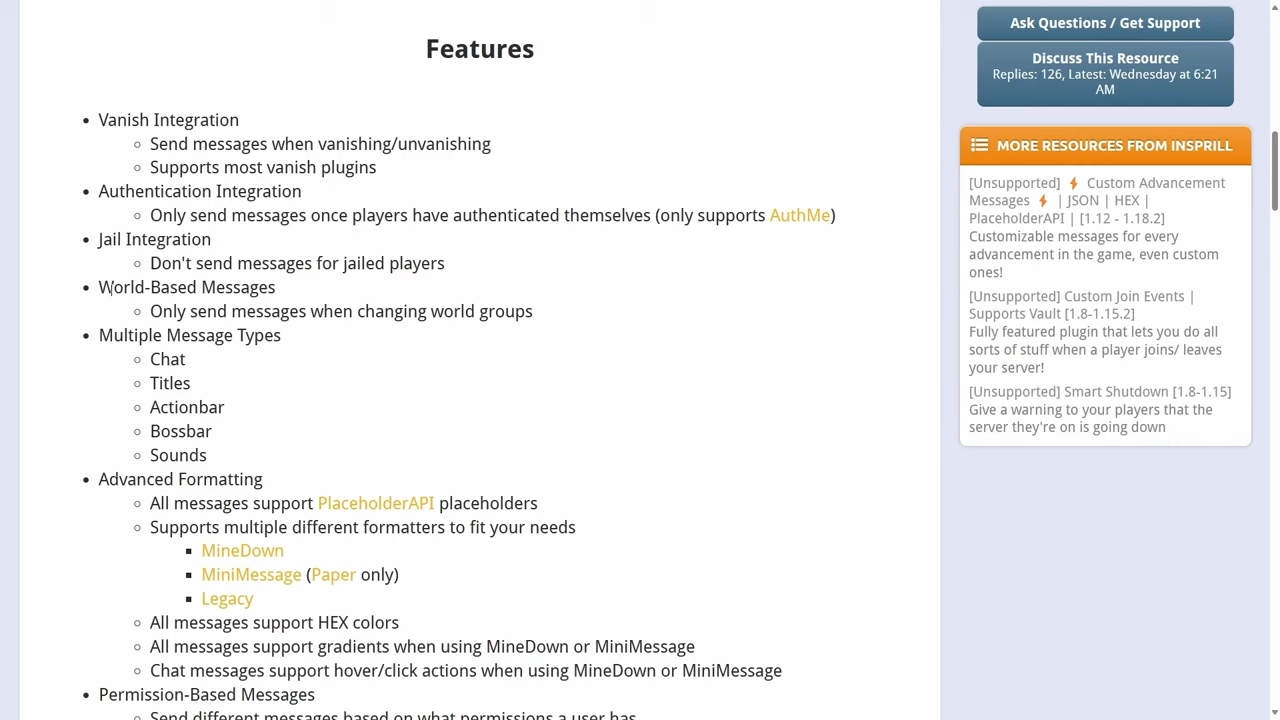 Features
Vanish Integration
Send messages when vanishing/unvanishing
Supports most vanish plugins
Authentication Integration
Only send messages once players have authenticated themselves (only supports AuthMe)
Jail Integration
Don't send messages for jailed players
World-Based Messages
Only send messages when changing world groups
Multiple Message Types
Chat
Titles
Actionbar
Bossbar
Sounds
Advanced Formatting
All messages support PlaceholderAPI placeholders
Supports multiple different formatters to fit your needs
MineDown
MiniMessage (Paper only)
Legacy
All messages support HEX colors
All messages support gradients when using MineDown or MiniMessage
Chat messages support hover/click actions when using MineDown or MiniMessage
Permission-Based Messages
Send different messages based on what permissions a user has
Ask Questions / Get Support
Discuss This Resource
Replies: 126, Latest: Wednesday at 6:21
AM
MORE RESOURCES FROM INSPRILL
[Unsupported] ⚡ Custom Advancement
Messages ⚡ | JSON | HEX |
PlaceholderAPI | [1.12 - 1.18.2]
Customizable messages for every
advancement in the game, even custom
ones!
[Unsupported] Custom Join Events |
Supports Vault [1.8-1.15.2]
Fully featured plugin that lets you do all
sorts of stuff when a player joins/ leaves
your server!
[Unsupported] Smart Shutdown [1.8-1.15]
Give a warning to your players that the
server they're on is going down